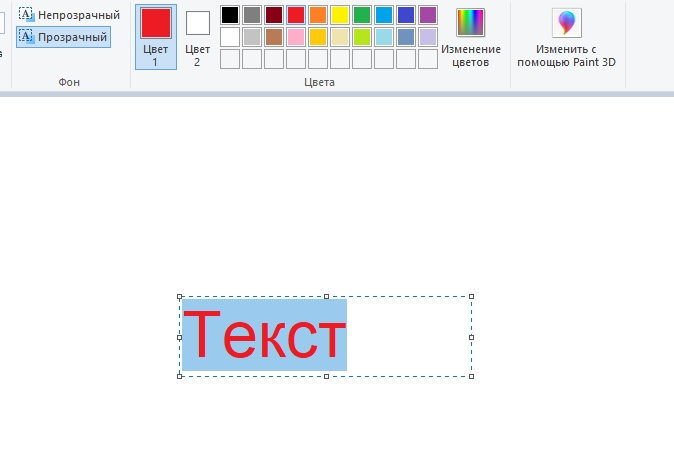 Непрозрачный
Прозрачный
Фон
Цвет
1
Цвет
2
Изменение
цветов
Цвета
Изменить с
помощью Paint 3D
Текст